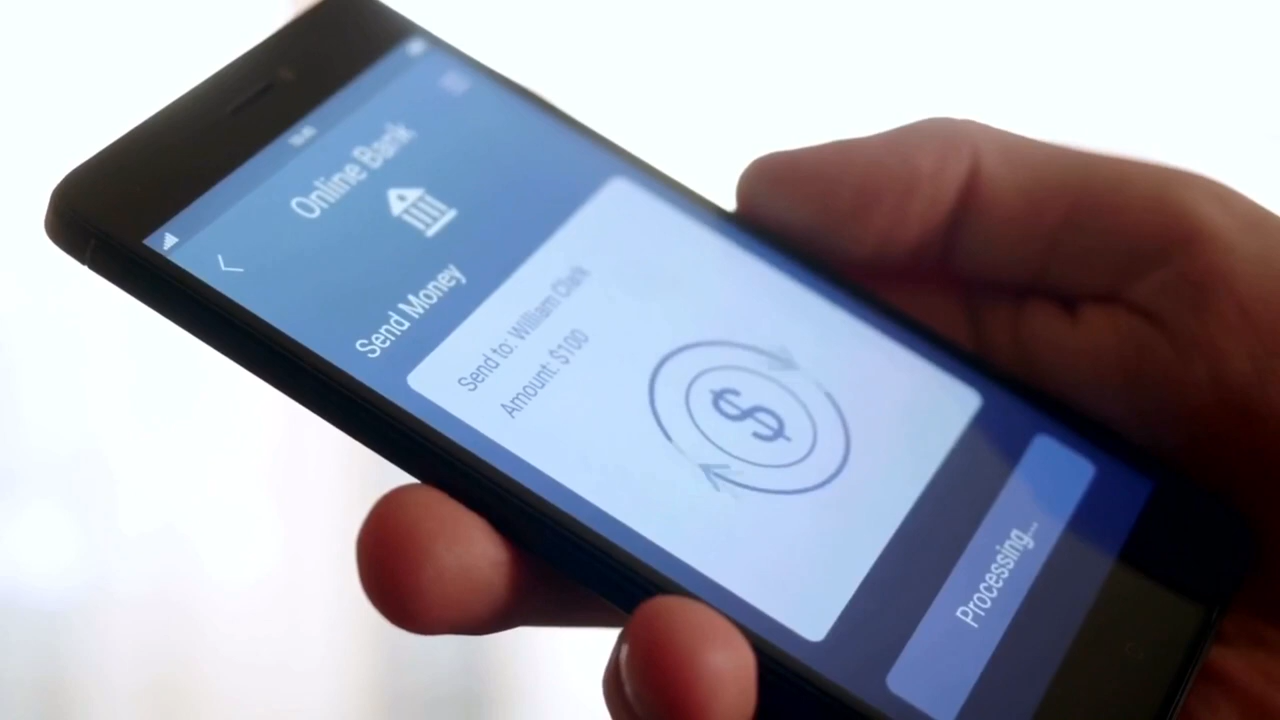 Online Bank
Send Money
Send to: William Clark
Amount: $100
$
Processing...